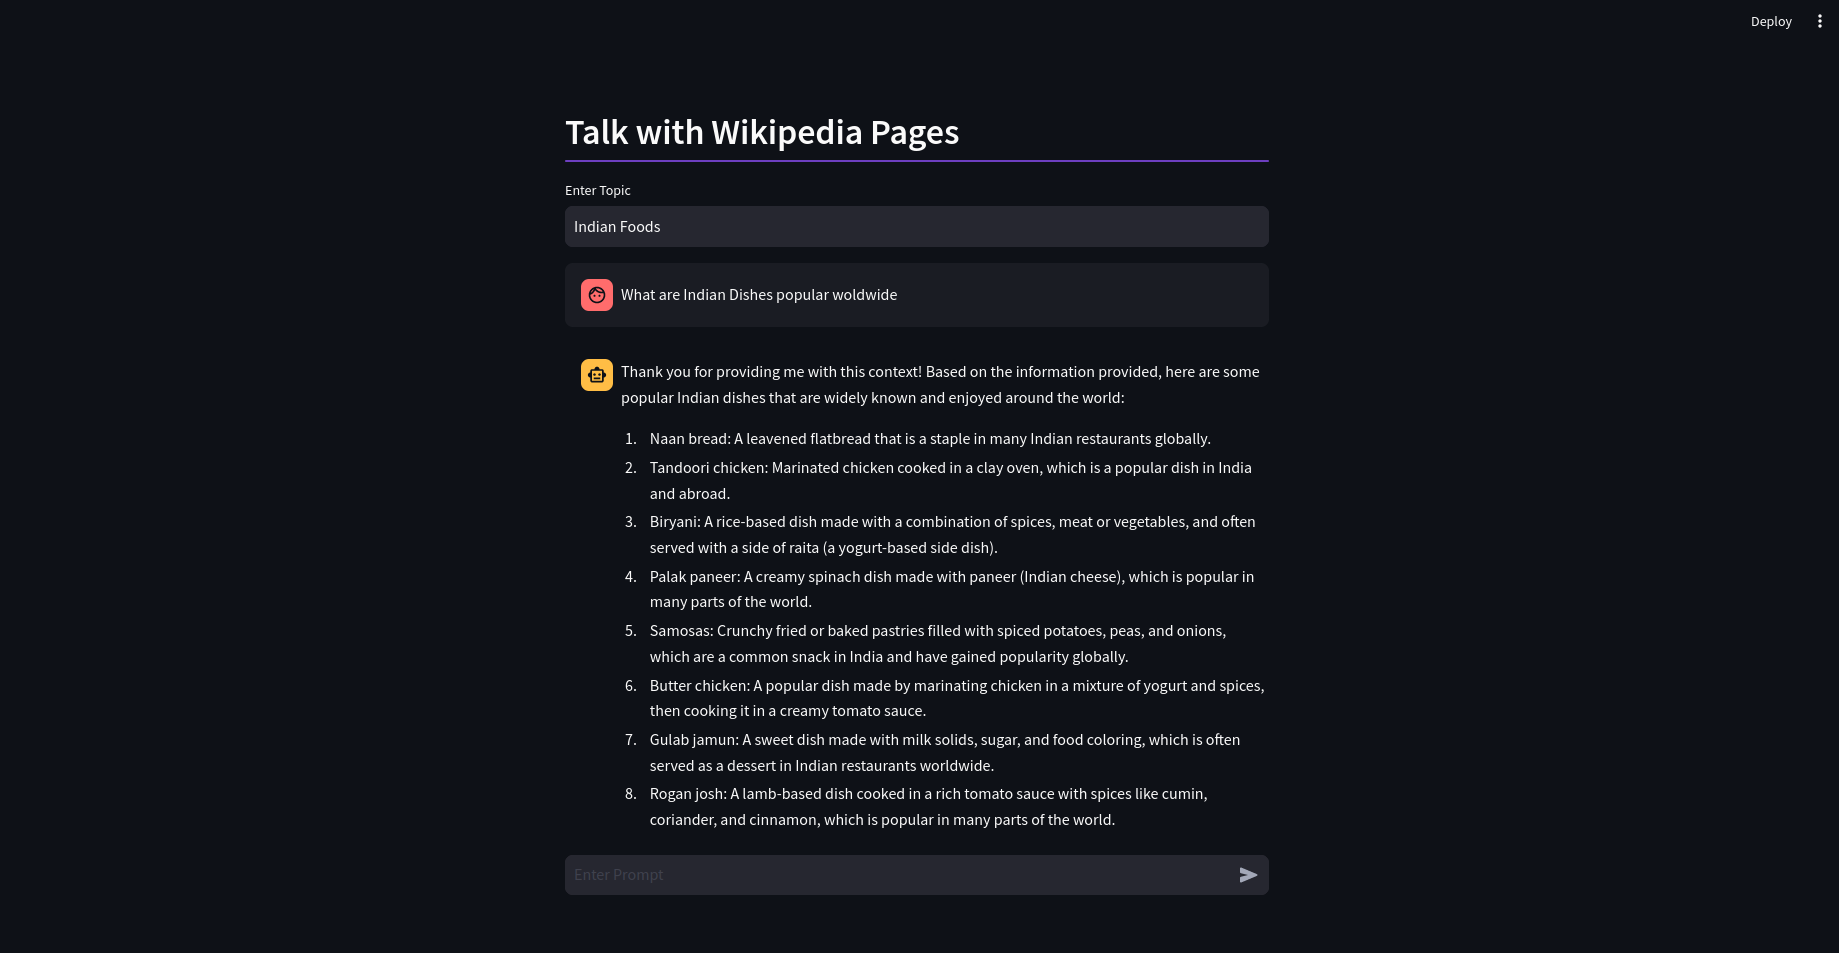 Deploy
Talk with Wikipedia Pages
Enter Topic
Indian Foods
What are Indian Dishes popular woldwide
Thank you for providing me with this context! Based on the information provided, here are some
popular Indian dishes that are widely known and enjoyed around the world:
1. Naan bread: A leavened flatbread that is a staple in many Indian restaurants globally.
2. Tandoori chicken: Marinated chicken cooked in a clay oven, which is a popular dish in India
and abroad.
3. Biryani: A rice-based dish made with a combination of spices, meat or vegetables, and often
served with a side of raita (a yogurt-based side dish).
4. Palak paneer: A creamy spinach dish made with paneer (Indian cheese), which is popular in
many parts of the world.
5. Samosas: Crunchy fried or baked pastries filled with spiced potatoes, peas, and onions,
which are a common snack in India and have gained popularity globally.
6. Butter chicken: A popular dish made by marinating chicken in a mixture of yogurt and spices,
then cooking it in a creamy tomato sauce.
7. Gulab jamun: A sweet dish made with milk solids, sugar, and food coloring, which is often
served as a dessert in Indian restaurants worldwide.
8. Rogan josh: A lamb-based dish cooked in a rich tomato sauce with spices like cumin,
coriander, and cinnamon, which is popular in many parts of the world.
Enter Prompt